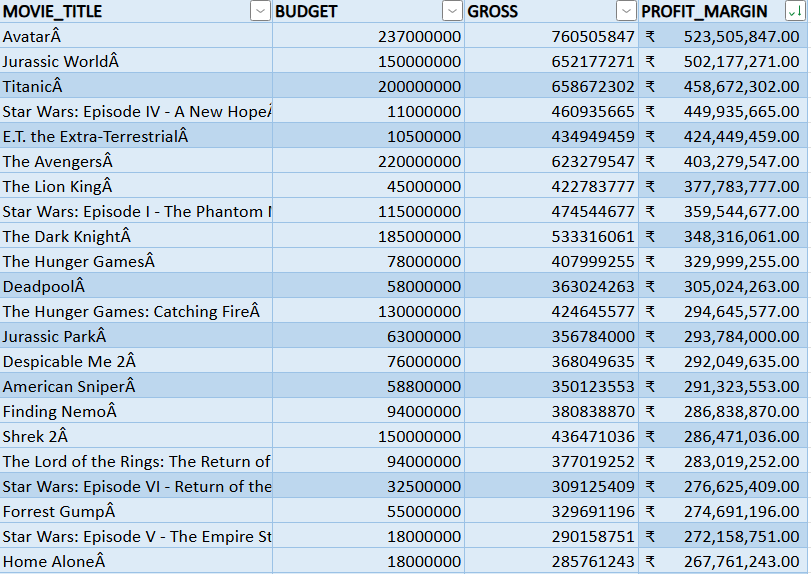 MOVIE_TITLE BUDGET GROSS PROFIT_MARGIN
AvatarÂ 237000000 760505847 ₹ 523,505,847.00
Jurassic WorldÂ 150000000 652177271 ₹ 502,177,271.00
TitanicÂ 200000000 658672302 ₹ 458,672,302.00
Star Wars: Episode IV - A New HopeÂ 11000000 460935665 ₹ 449,935,665.00
E.T. the Extra-TerrestrialÂ 10500000 434949459 ₹ 424,449,459.00
The AvengersÂ 220000000 623279547 ₹ 403,279,547.00
The Lion KingÂ 45000000 422783777 ₹ 377,783,777.00
Star Wars: Episode I - The Phantom 115000000 474544677 ₹ 359,544,677.00
The Dark KnightÂ 185000000 533316061 ₹ 348,316,061.00
The Hunger GamesÂ 78000000 407999255 ₹ 329,999,255.00
DeadpoolÂ 58000000 363024263 ₹ 305,024,263.00
The Hunger Games: Catching FireÂ 130000000 424645577 ₹ 294,645,577.00
Jurassic ParkÂ 63000000 356784000 ₹ 293,784,000.00
Despicable Me 2Â 76000000 368049635 ₹ 292,049,635.00
American SniperÂ 58800000 350123553 ₹ 291,323,553.00
Finding NemoÂ 94000000 380838870 ₹ 286,838,870.00
Shrek 2Â 150000000 436471036 ₹ 286,471,036.00
The Lord of the Rings: The Return of 94000000 377019252 ₹ 283,019,252.00
Star Wars: Episode VI - Return of the 32500000 309125409 ₹ 276,625,409.00
Forrest GumpÂ 55000000 329691196 ₹ 274,691,196.00
Star Wars: Episode V - The Empire St 18000000 290158751 ₹ 272,158,751.00
Home AloneÂ 18000000 285761243 ₹ 267,761,243.00